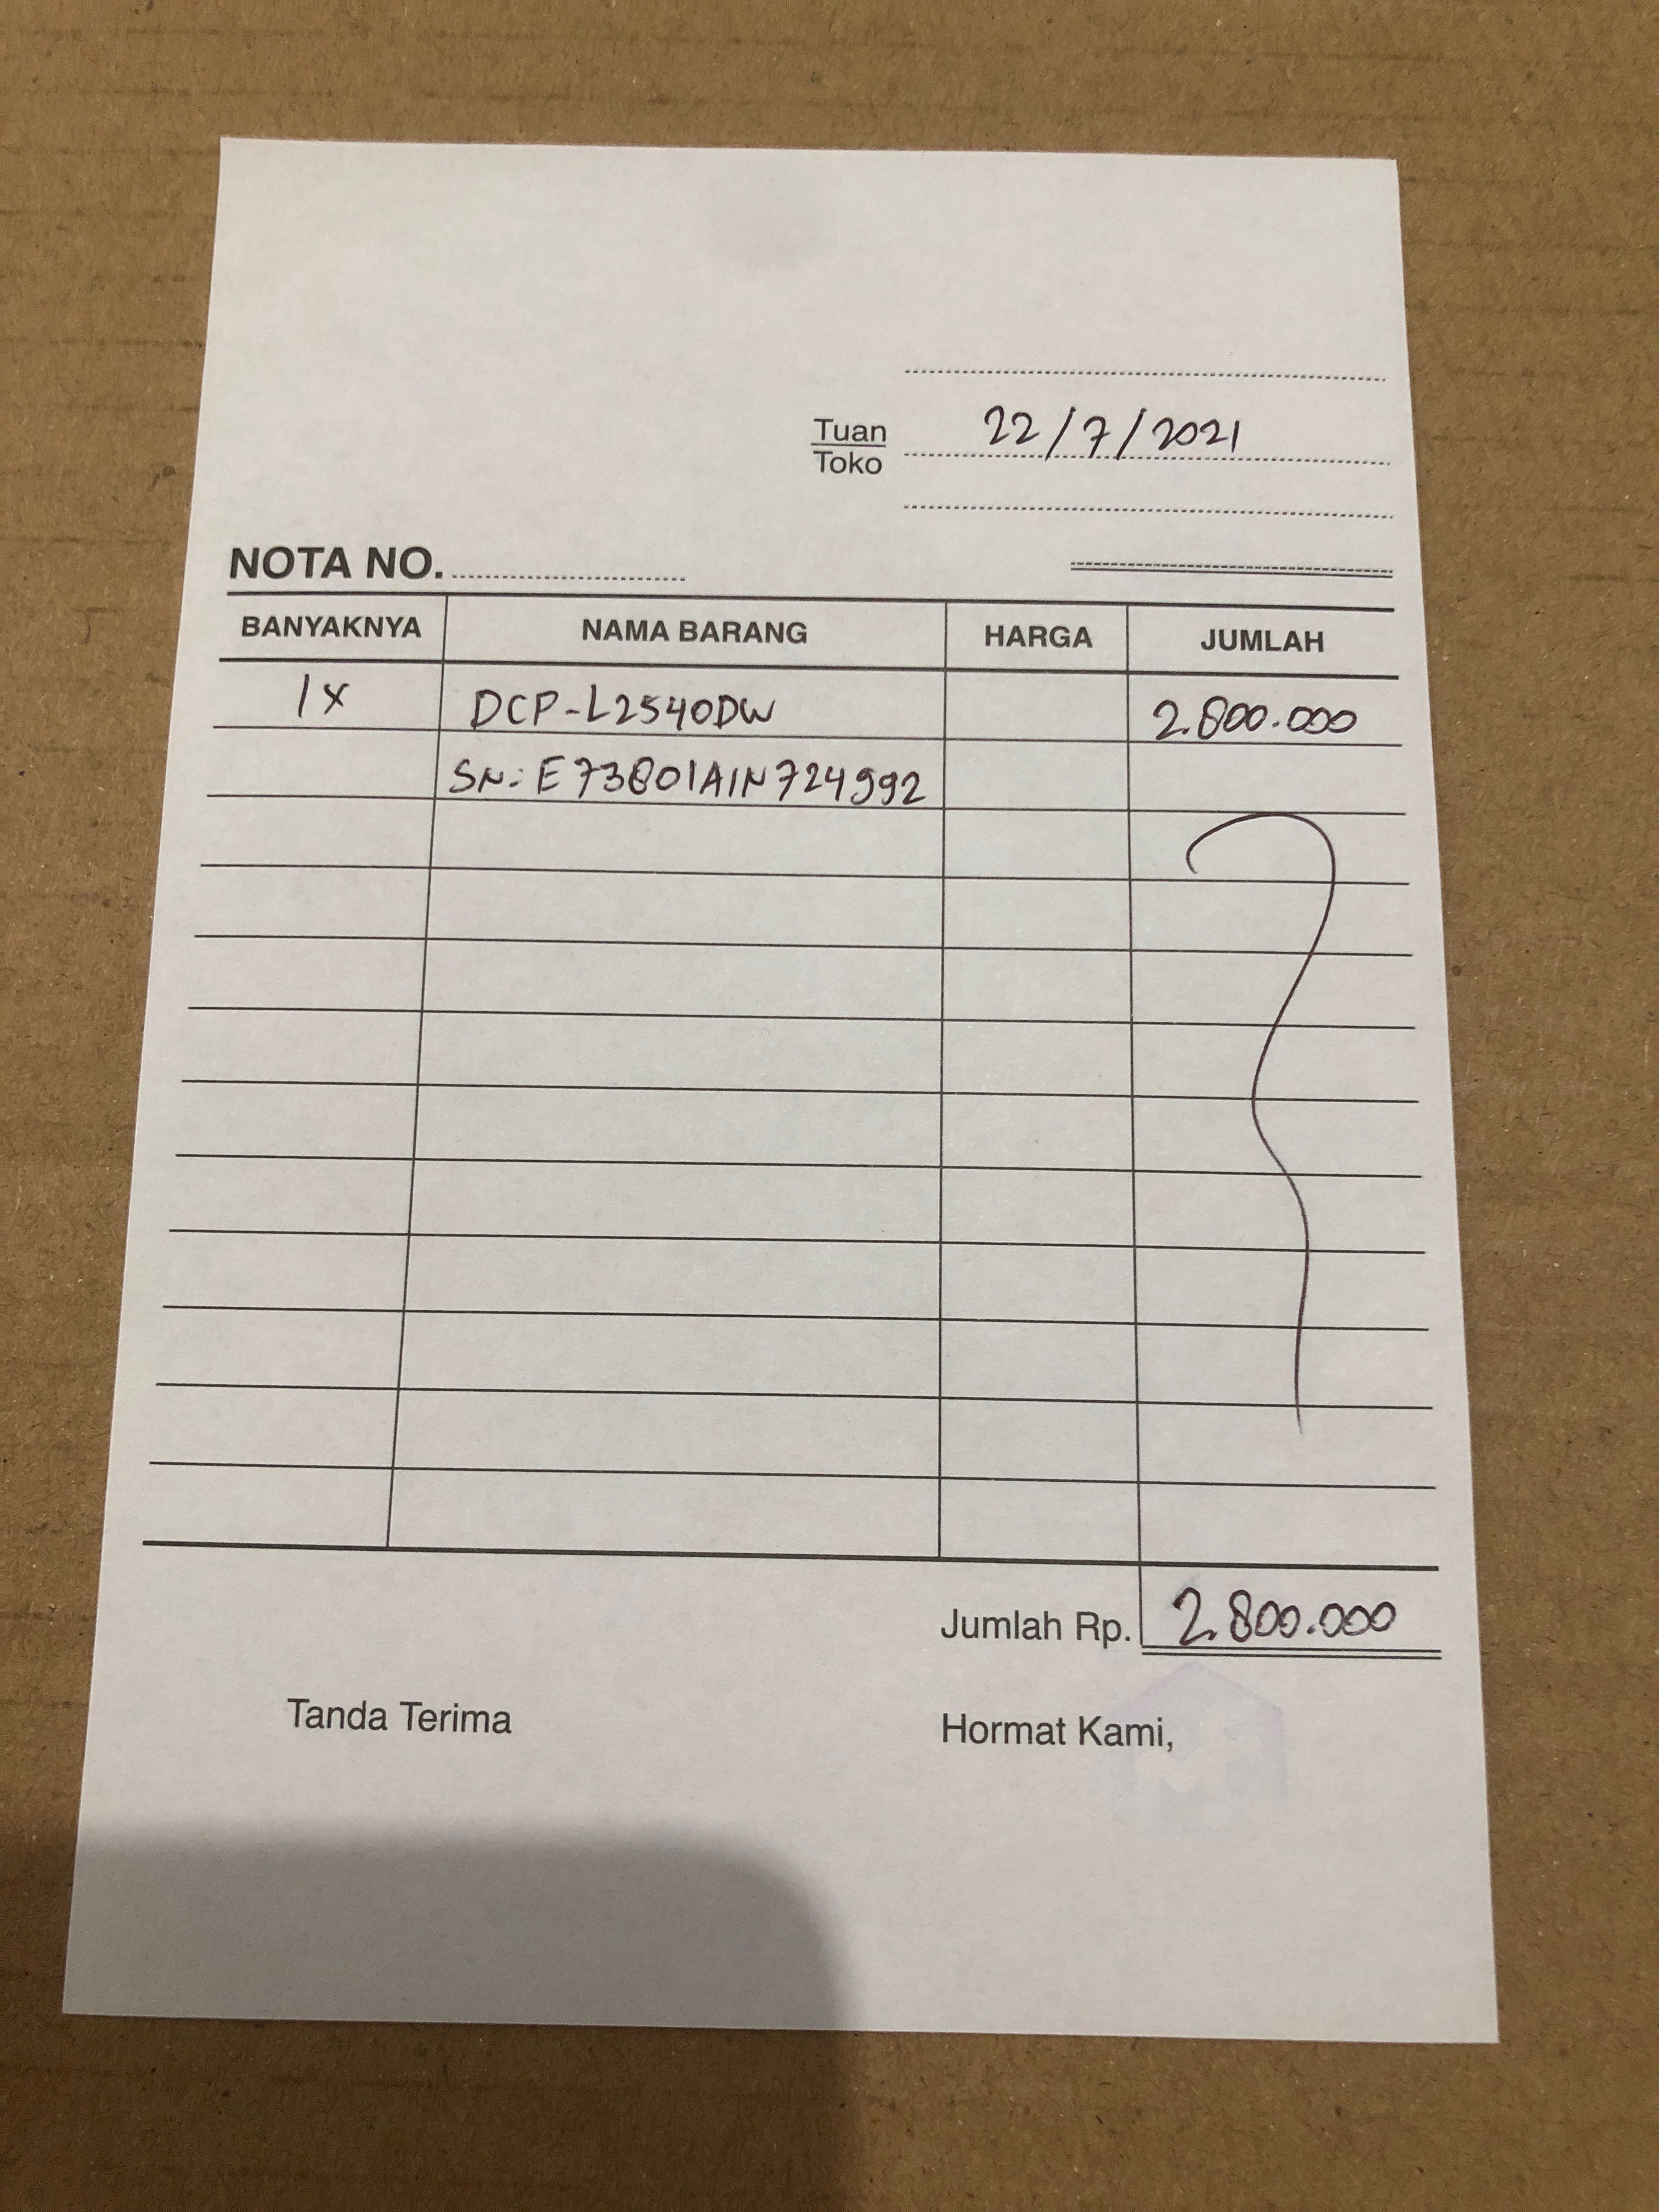 Tuan
Toko
22/7/2021
NOTA NO.
BANYAKNYA NAMA BARANG HARGA JUMLAH
1x DCP-L2540DW 2.800.000
SN: E73801A1N724992
Jumlah Rp. 2.800.000
Tanda Terima Hormat Kami,